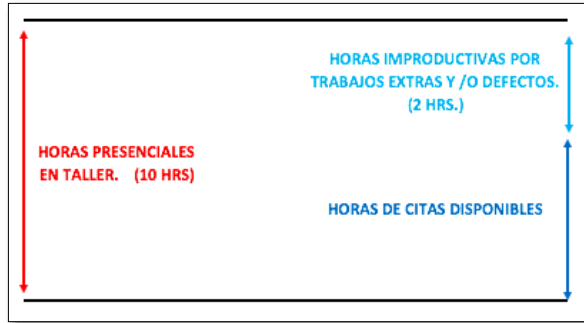 HORAS IMPRODUCTIVAS POR
TRABAJOS EXTRAS Y /O DEFECTOS.
(2 HRS.)
HORAS PRESENCIALES
EN TALLER. (10 HRS)
HORAS DE CITAS DISPONIBLES